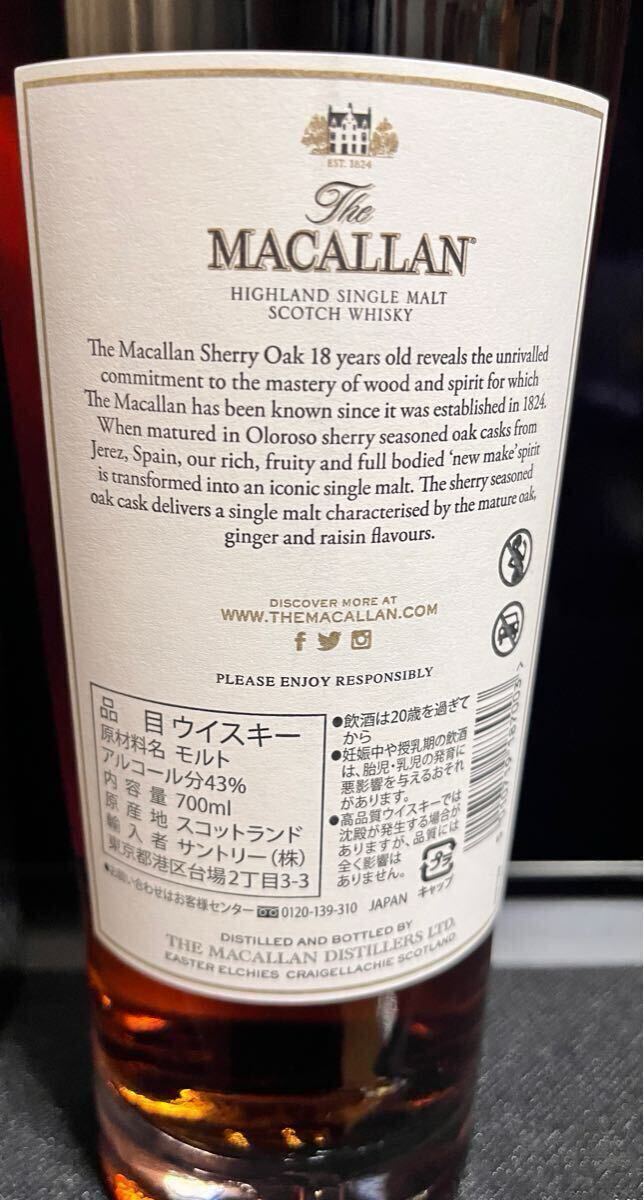 EST. 1824
The
MACALLAN
HIGHLAND SINGLE MALT
SCOTCH WHISKY
The Macallan Sherry Oak 18 years old reveals the unrivalled
commitment to the mastery of wood and spirit for which
The Macallan has been known since it was established in 1824.
When matured in Oloroso sherry seasoned oak casks from
Jerez, Spain, our rich, fruity and full bodied ‘new make’ spirit
is transformed into an iconic single malt. The sherry seasoned
oak cask delivers a single malt characterised by the mature oak,
ginger and raisin flavours.
DISCOVER MORE AT
WWW.THEMACALLAN.COM
PLEASE ENJOY RESPONSIBLY
品目 ウイスキー
原材料名 モルト
アルコール分43%
内容量 700ml
原産地 スコットランド
輸入者 サントリー(株)
東京都港区台場2丁目3-3
●飲酒は20歳を過ぎて
から
●妊娠中や授乳期の飲酒
は、胎児・乳児の発育に
悪影響を与えるおそれ
があります。
●高品質ウイスキーでは
沈殿が発生する場合が
ありますが、品質には
全く影響は
ありません。
プラ
●お問い合わせはお客様センター 0120-139-310 JAPAN キャップ
DISTILLED AND BOTTLED BY
THE MACALLAN DISTILLERS LTD.
EASTER ELCHIES CRAIGELLACHIE SCOTLAND